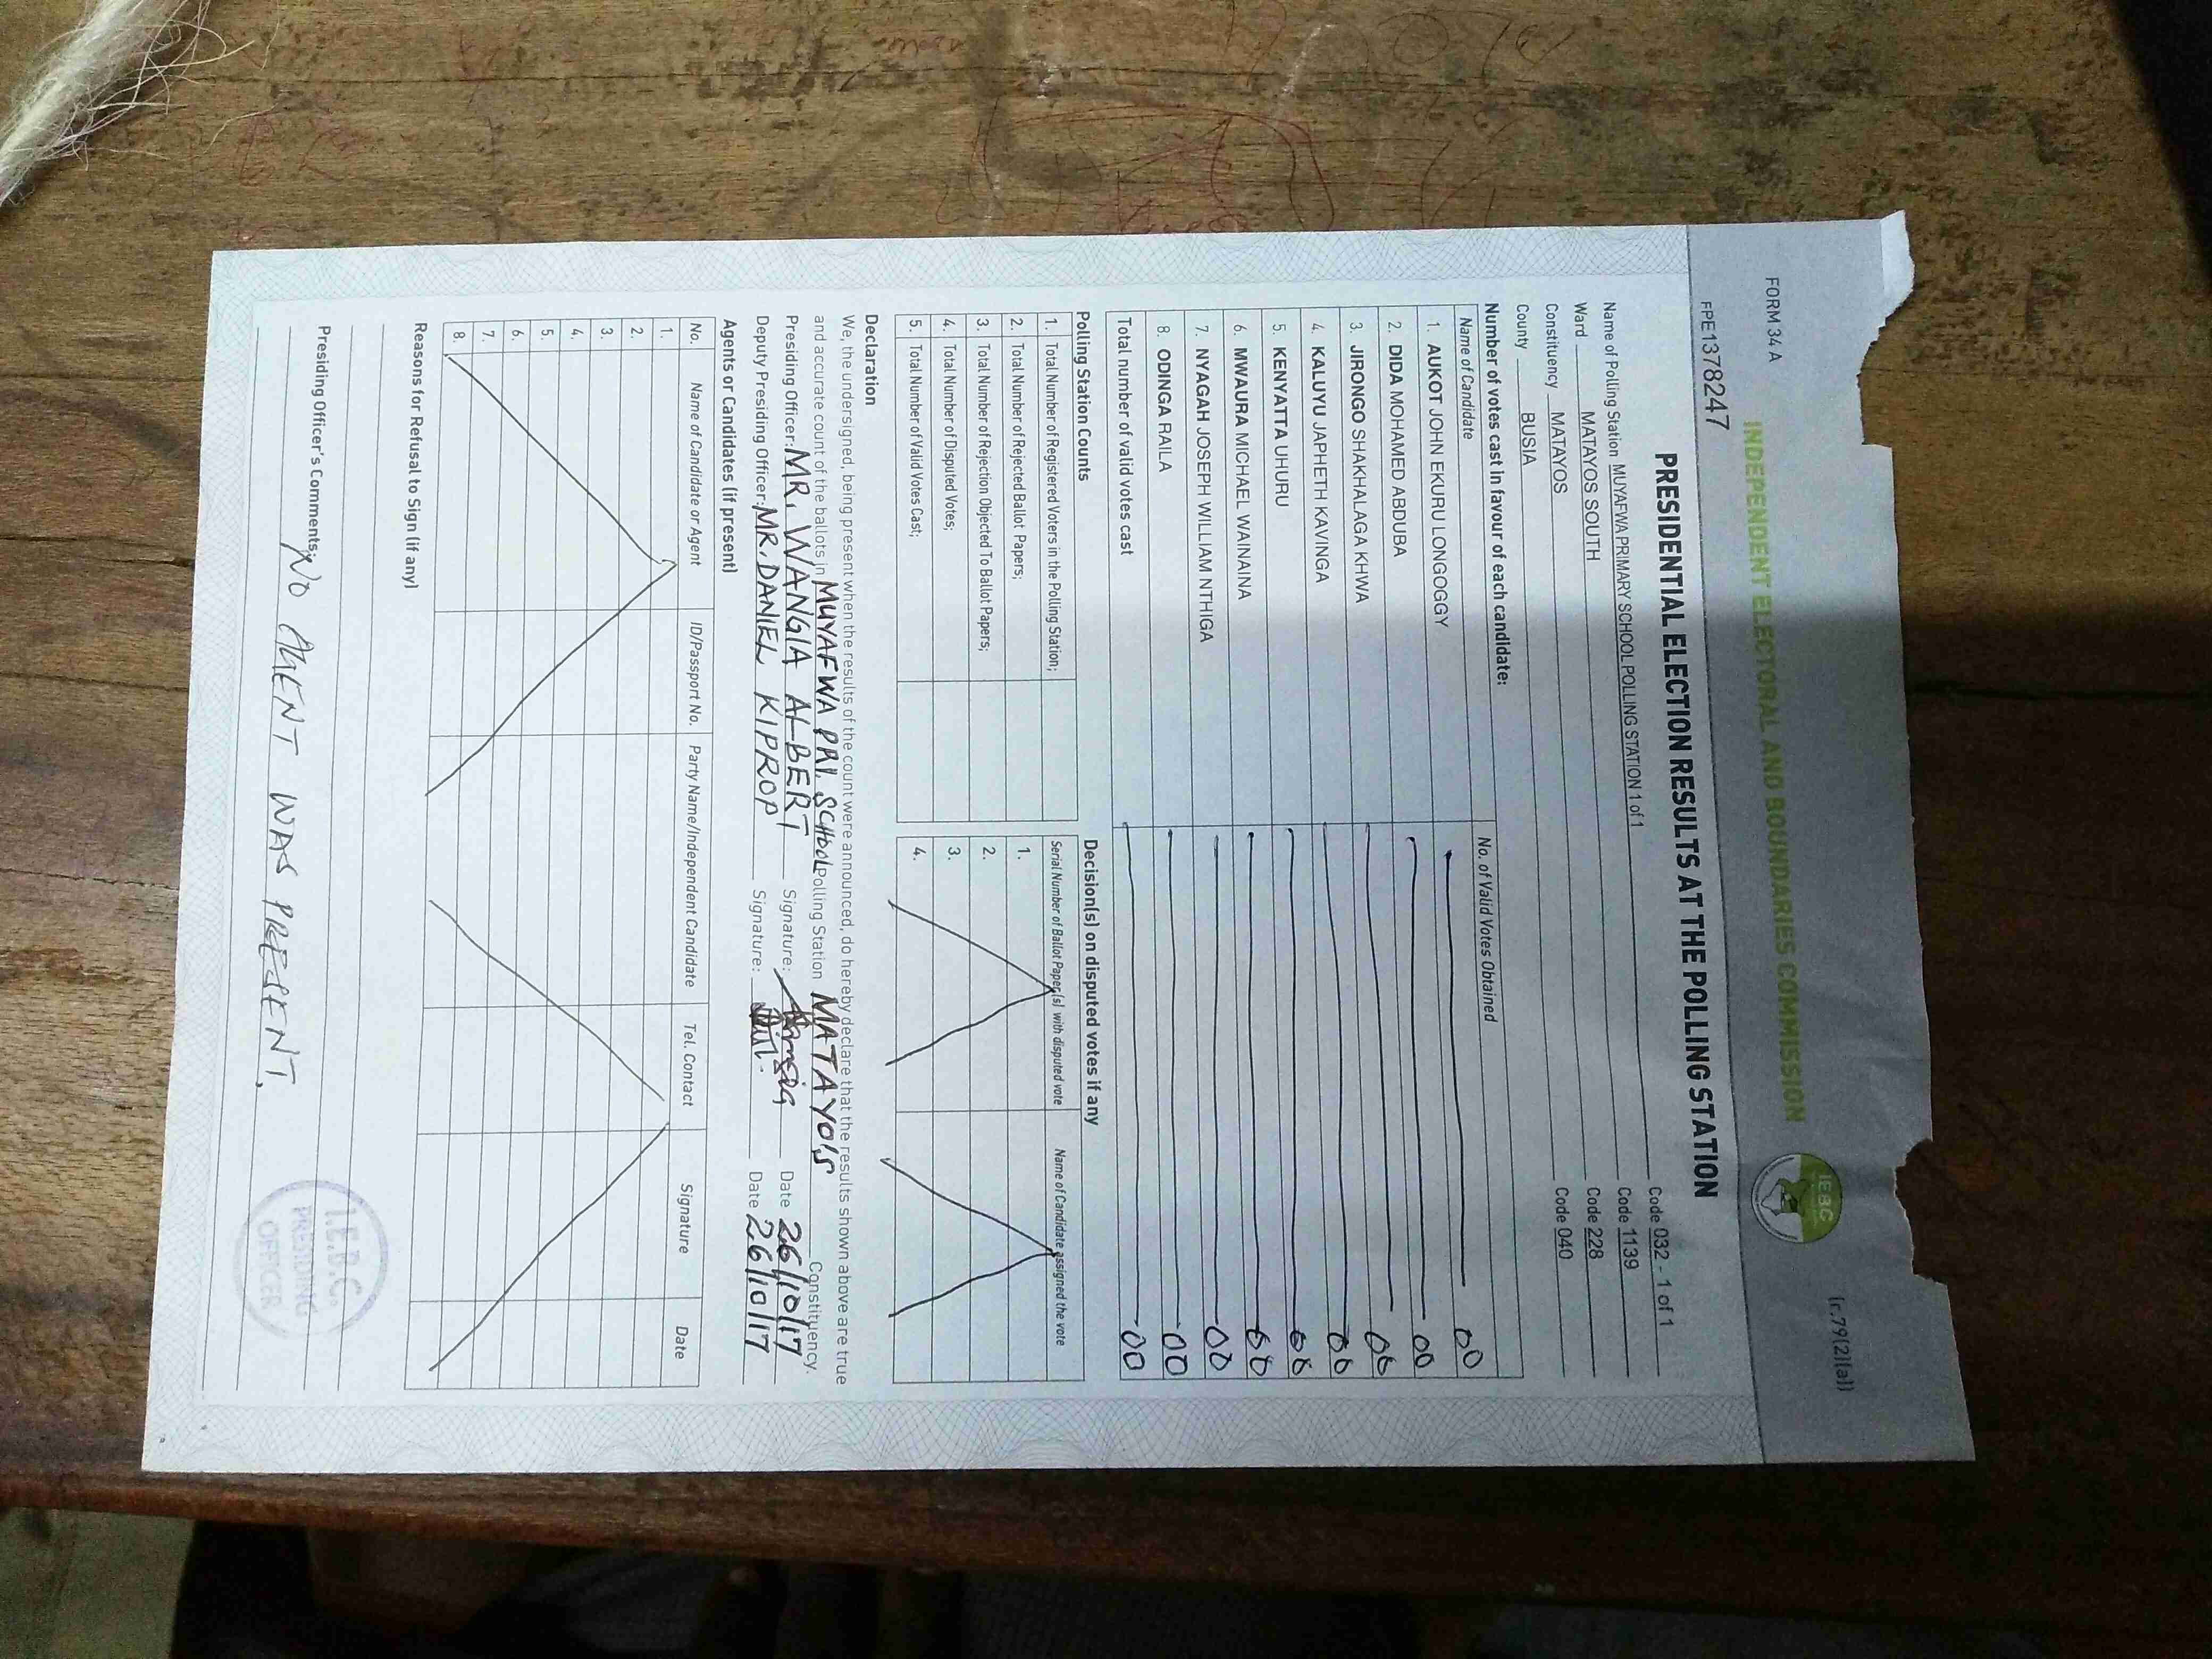 FORM 34 A
(r.79(2)(a))
INDEPENDENT ELECTORAL AND BOUNDARIES COMMISSION
IEBC
FPE1378247
PRESIDENTIAL ELECTION RESULTS AT THE POLLING STATION
Name of Polling Station MUYAFWA PRIMARY SCHOOL POLLING STATION 1 of 1 Code 032 - 1 of 1
Ward MATAYOS SOUTH Code 1139
Constituency MATAYOS Code 228
County BUSIA Code 040
Number of votes cast in favour of each candidate:
Name of Candidate No. of Valid Votes Obtained
1. AUKOT JOHN EKURU LONGOGGY 00
2. DIDA MOHAMED ABDUBA 00
3. JIRONGO SHAKHALAGA KHWA 00
4. KALUYU JAPHETH KAVINGA 00
5. KENYATTA UHURU 00
6. MWAURA MICHAEL WAINAINA 00
7. NYAGAH JOSEPH WILLIAM NTHIGA 00
8. ODINGA RAILA 00
Total number of valid votes cast 00
Polling Station Counts
1. Total Number of Registered Voters in the Polling Station;
2. Total Number of Rejected Ballot Papers;
3 Total Number of Rejection Objected To Ballot Papers;
4. Total Number of Disputed Votes;
5. Total Number of Valid Votes Cast;
Decision(s) on disputed votes if any
Serial Number of Ballot Paper(s) with disputed vote Name of Candidate assigned the vote
1.
2.
3.
4.
Declaration
We, the undersigned, being present when the results of the count were announced, do hereby declare that the results shown above are true
and accurate count of the ballots in MUYAFWA PRI. SCHOOL Polling Station MATAYOS Constituency.
Presiding Officer: MR. WANGIA ALBERT Signature: Date 26/10/17
Deputy Presiding Officer: MR. DANIEL KIPROP Signature: Date 26/10/17
Agents or Candidates (if present)
No. Name of Candidate or Agent ID/Passport No. Party Name/Independent Candidate Tel. Contact Signature Date
1.
2.
3.
4.
5.
6.
7.
8.
Reasons for Refusal to Sign (if any)
Presiding Officer's Comments;
NO AGENT WAS PRESENT.
I.E.B.C.
PRESIDING
OFFICER